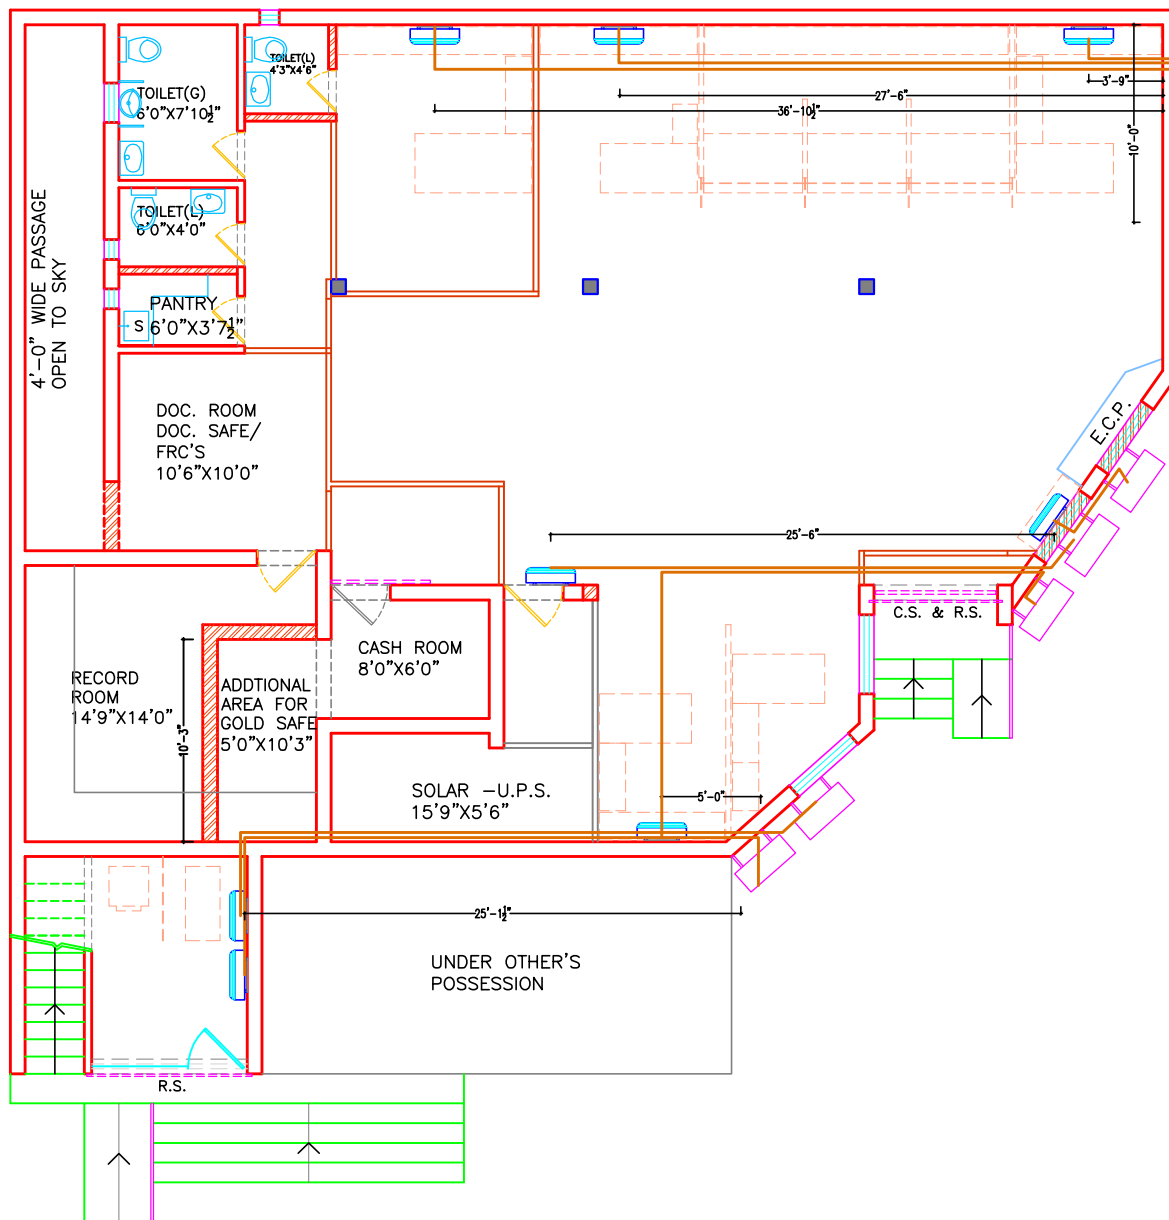 TOILET(L)
4'3"X4'6"
TOILET(G)
6'0"X7'10½"
3'-9"
27'-6"
36'-10½"
10'-0"
4'-0" WIDE PASSAGE
OPEN TO SKY
TOILET(L)
6'0"X4'0"
PANTRY
6'0"X3'7½"
S
DOC. ROOM
DOC. SAFE/
FRC'S
10'6"X10'0"
E.C.P.
25'-6"
C.S. & R.S.
CASH ROOM
8'0"X6'0"
RECORD
ROOM
14'9"X14'0"
ADDTIONAL
AREA FOR
GOLD SAFE
5'0"X10'3"
10'-3"
SOLAR -U.P.S.
15'9"X5'6"
5'-0"
25'-1½"
UNDER OTHER'S
POSSESSION
R.S.